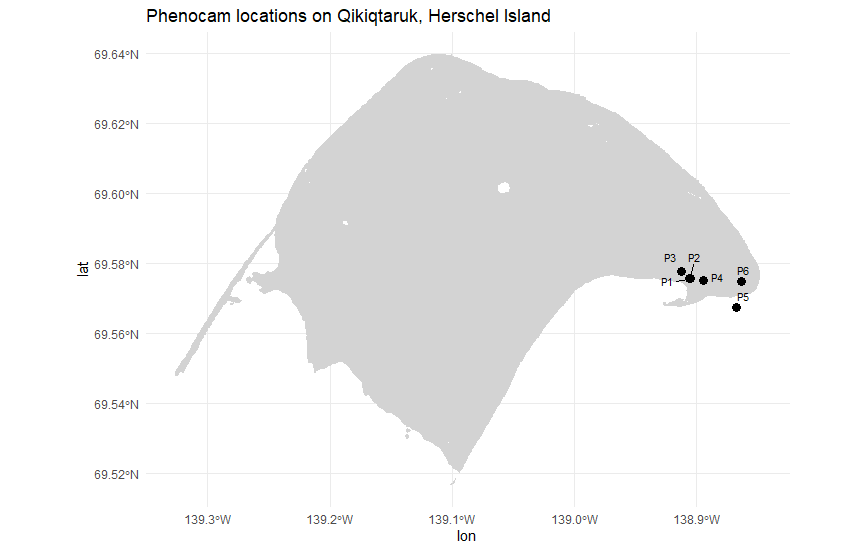 Phenocam locations on Qikiqtaruk, Herschel Island
69.64°N
69.62°N
69.60°N
69.58°N
69.56°N
69.54°N
69.52°N
lat
P3 P2
P1 P4 P6
P5
139.3°W 139.2°W 139.1°W 139.0°W 138.9°W
lon